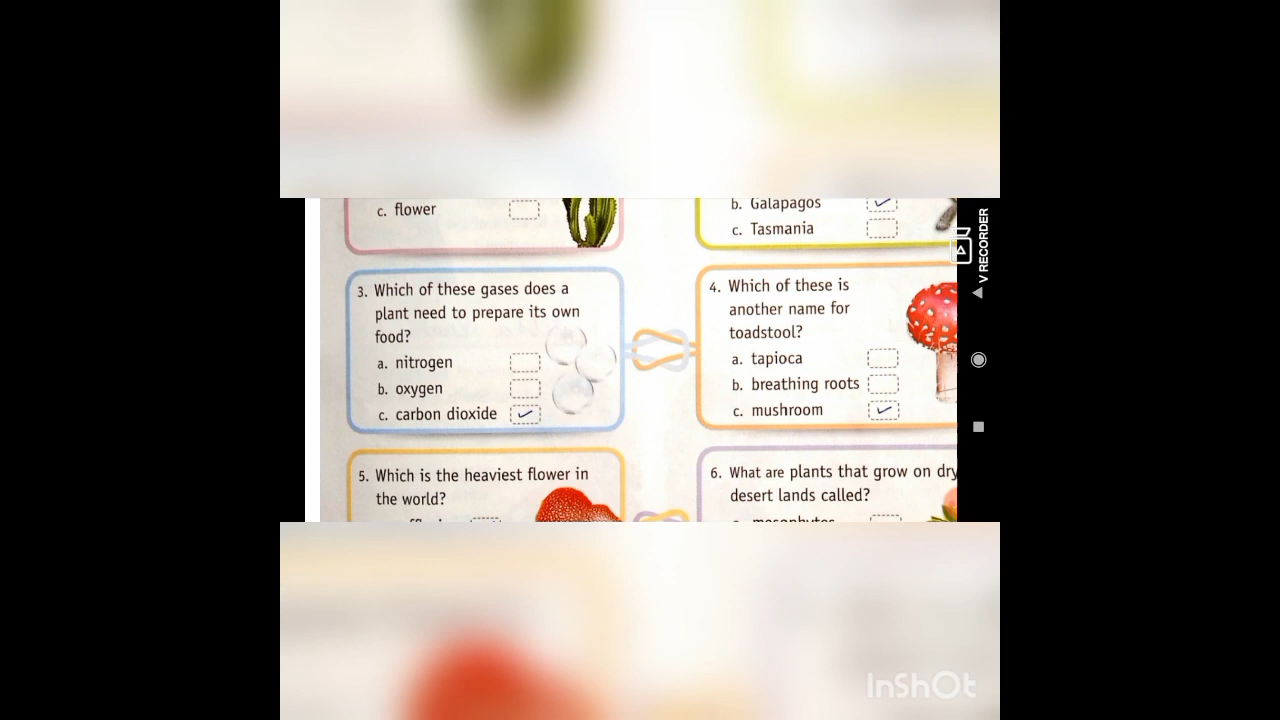 c. flower
b. Galapagos
c. Tasmania
3. Which of these gases does a
plant need to prepare its own
food?
a. nitrogen
b. oxygen
c. carbon dioxide
4. Which of these is
another name for
toadstool?
a. tapioca
b. breathing roots
c. mushroom
5. Which is the heaviest flower in
the world?
6. What are plants that grow on dry
desert lands called?
a. mesophytes
V RECORDER
InShOt